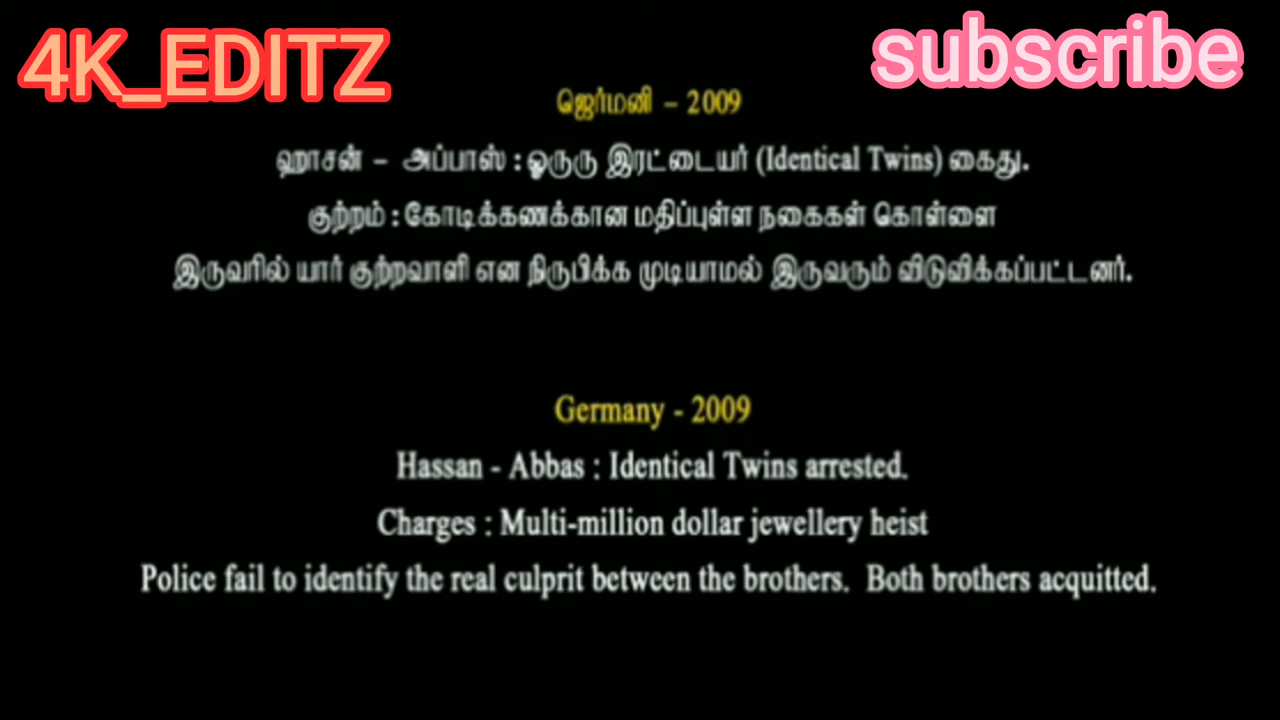 4K_EDITZ
subscribe
ஜெர்மனி – 2009
ஹாசன் – அப்பாஸ் : ஓருரு இரட்டையர் (Identical Twins) கைது.
குற்றம் : கோடிக்கணக்கான மதிப்புள்ள நகைகள் கொள்ளை
இருவரில் யார் குற்றவாளி என நிருபிக்க முடியாமல் இருவரும் விடுவிக்கப்பட்டனர்.
Germany - 2009
Hassan - Abbas : Identical Twins arrested.
Charges : Multi-million dollar jewellery heist
Police fail to identify the real culprit between the brothers. Both brothers acquitted.